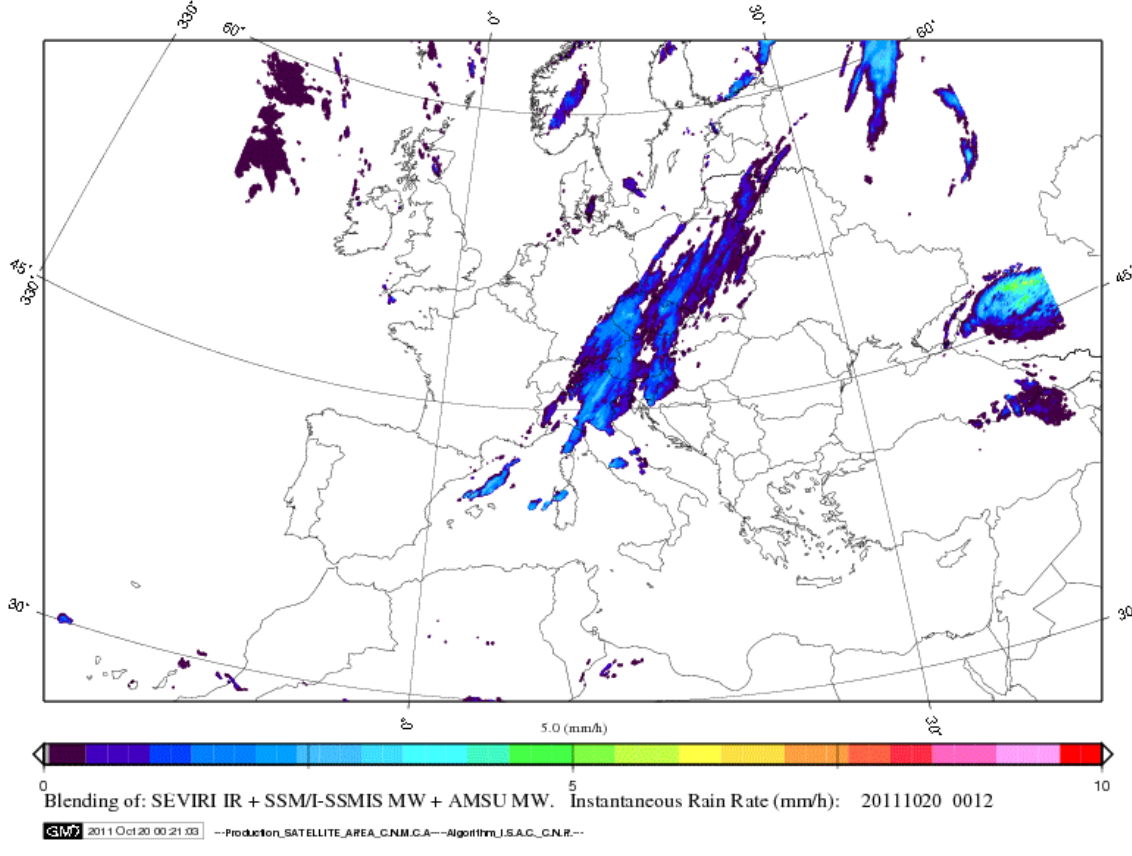 330˚ 0˚ 30˚
60˚ 60˚
45˚ 45˚
330˚
30˚ 30˚
0˚ 30˚
5.0 (mm/h)
0 5 10
Blending of: SEVIRI IR + SSM/I-SSMIS MW + AMSU MW. Instantaneous Rain Rate (mm/h): 20111020 0012
GMD 2011 Oct 20 00:21:03 ---Production_SATELLITE_AREA_C.N.M.C.A----Algorithm_I.S.A.C._C.N.R.---